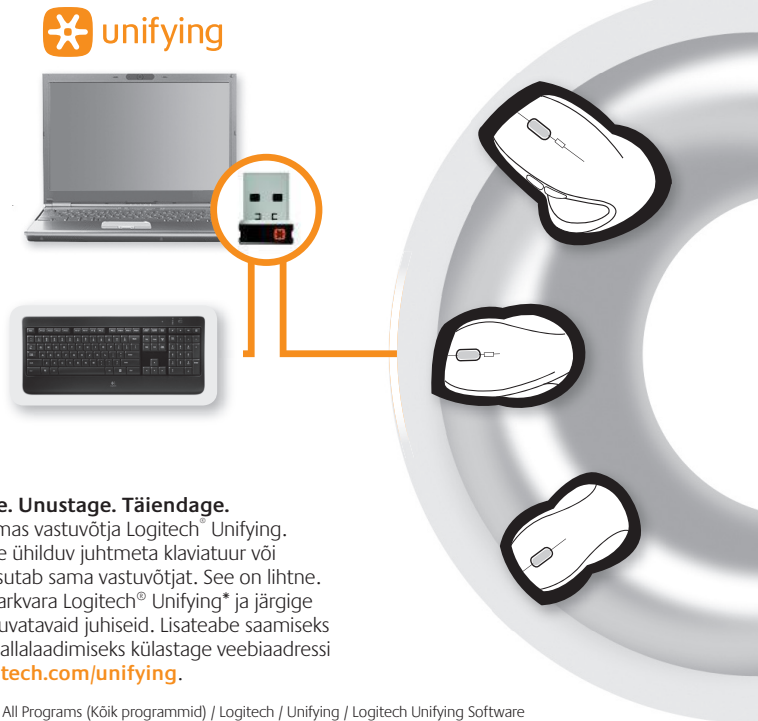 unifying
e. Unustage. Täiendage.
mas vastuvõtja Logitech® Unifying.
e ühilduv juhtmeta klaviatuur või
sutab sama vastuvõtjat. See on lihtne.
arkvara Logitech® Unifying* ja järgige
uvatavaid juhiseid. Lisateabe saamiseks
allalaadimiseks külastage veebiaadressi
tech.com/unifying.
All Programs (Kõik programmid) / Logitech / Unifying / Logitech Unifying Software